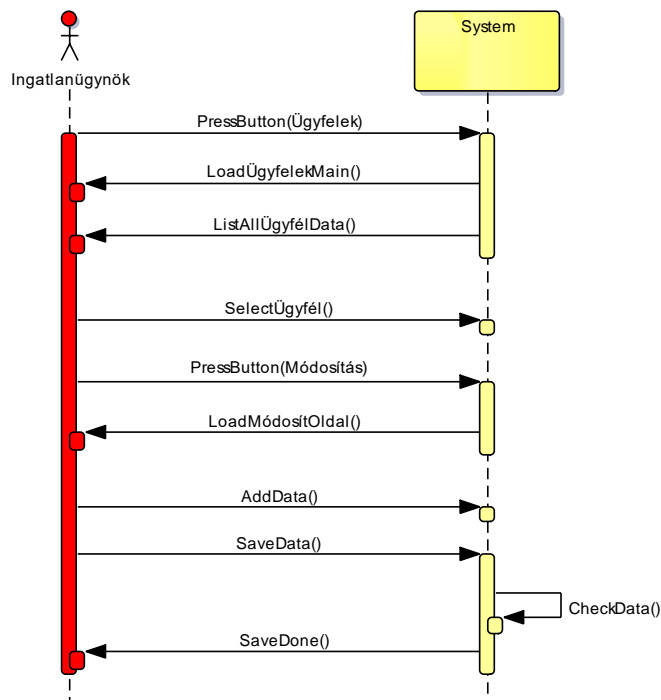 System
Ingatlanügynök
PressButton(Ügyfelek)
LoadÜgyfelekMain()
ListAllÜgyfélData()
SelectÜgyfél()
PressButton(Módosítás)
LoadMódosítOldal()
AddData()
SaveData()
CheckData()
SaveDone()